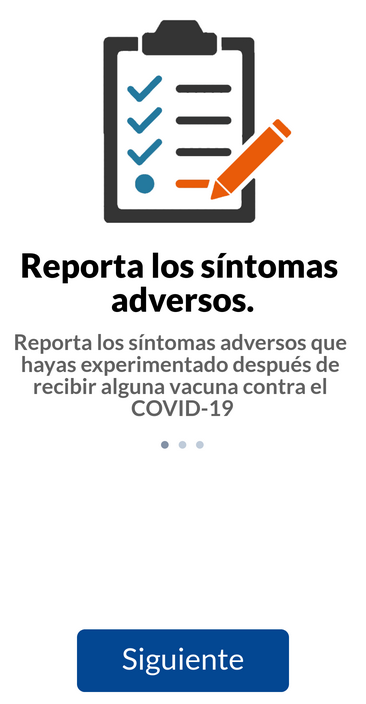 Reporta los síntomas
adversos.
Reporta los síntomas adversos que
hayas experimentado después de
recibir alguna vacuna contra el
COVID-19
Siguiente